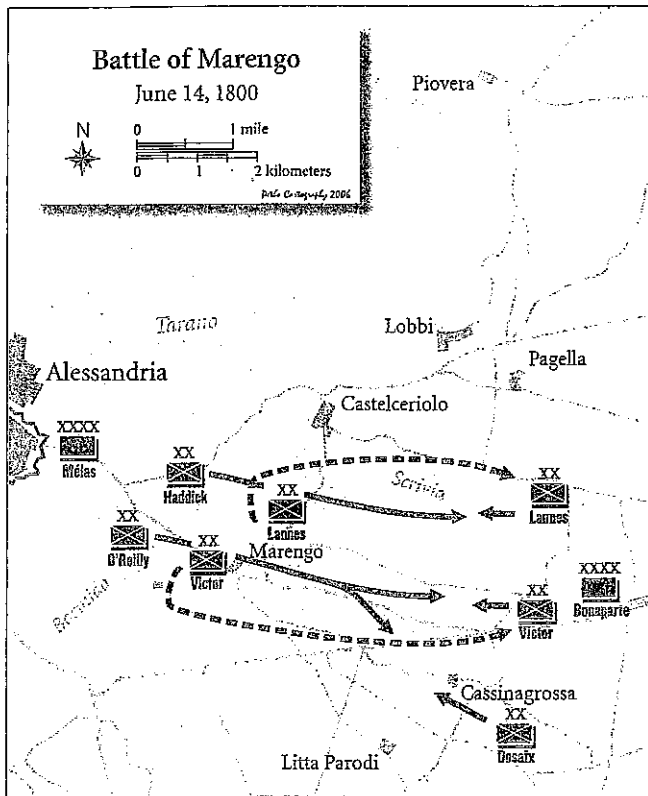 Battle of Marengo
June 14, 1800
N
0 1 mile
0 1 2 kilometers
Piovera
Tarano
Lobbi
Pagella
Alessandria
Castelceriolo
XXXX
Mélas
XX
Haddick
Scrivia
XX
Lannes
XX
Lannes
XX
O'Reilly
XX
Victor
Marengo
XXXX
Bonaparte
XX
Victor
Cassinagrossa
XX
Desaix
Litta Parodi